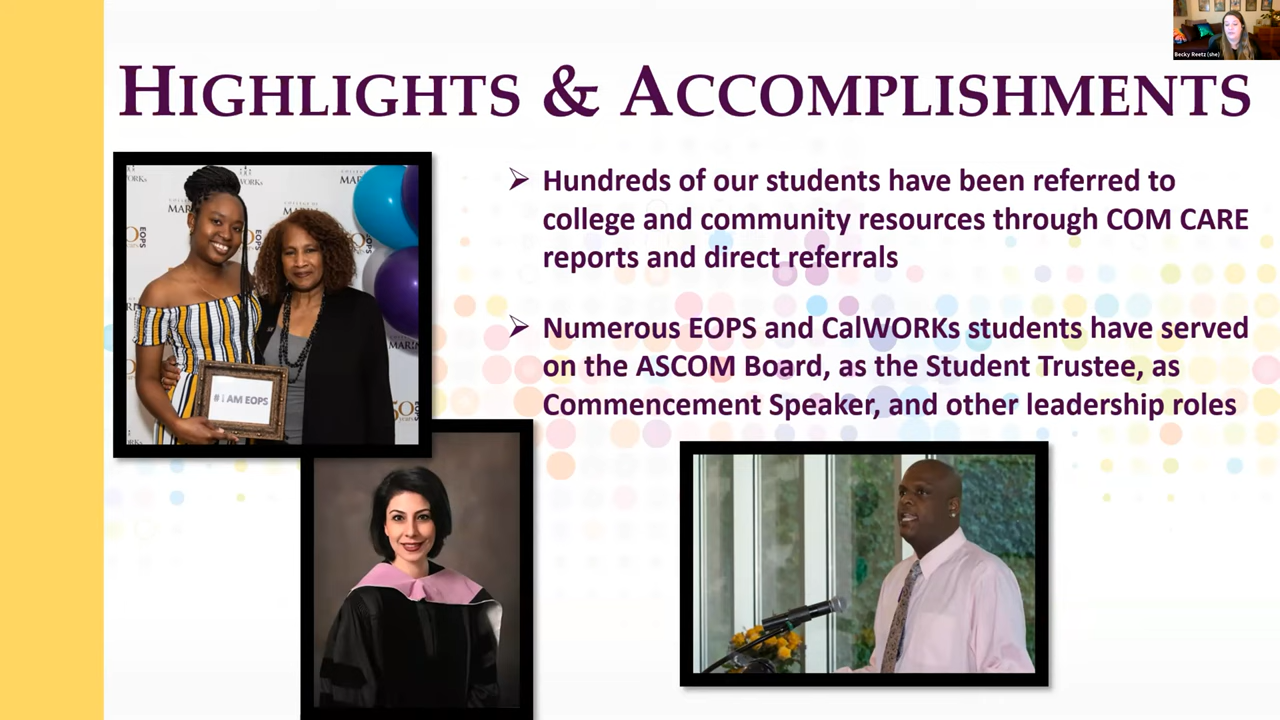 Becky Reetz (she)
HIGHLIGHTS & ACCOMPLISHMENTS
Hundreds of our students have been referred to
college and community resources through COM CARE
reports and direct referrals
Numerous EOPS and CalWORKs students have served
on the ASCOM Board, as the Student Trustee, as
Commencement Speaker, and other leadership roles
# I AM EOPS
EOPS
EOPS